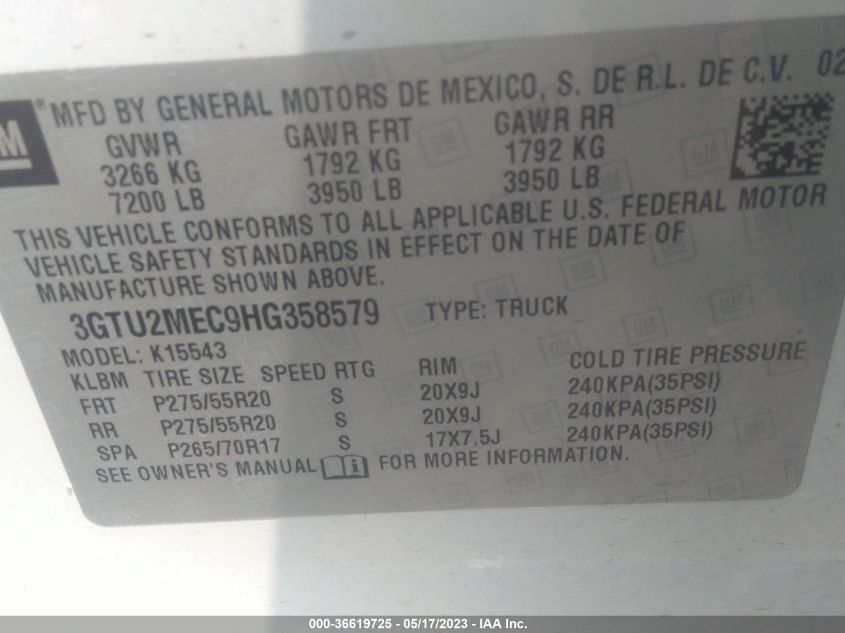 GM
® MFD BY GENERAL MOTORS DE MEXICO, S. DE R.L. DE C.V. 02
GVWR GAWR FRT GAWR RR
3266 KG 1792 KG 1792 KG
7200 LB 3950 LB 3950 LB
THIS VEHICLE CONFORMS TO ALL APPLICABLE U.S. FEDERAL MOTOR
VEHICLE SAFETY STANDARDS IN EFFECT ON THE DATE OF
MANUFACTURE SHOWN ABOVE.
3GTU2MEC9HG358579 TYPE: TRUCK
MODEL: K15543
KLBM TIRE SIZE SPEED RTG RIM COLD TIRE PRESSURE
FRT P275/55R20 S 20X9J 240KPA(35PSI)
RR P275/55R20 S 20X9J 240KPA(35PSI)
SPA P265/70R17 S 17X7.5J 240KPA(35PSI)
SEE OWNER'S MANUAL FOR MORE INFORMATION.
000-36619725 - 05/17/2023 - IAA Inc.